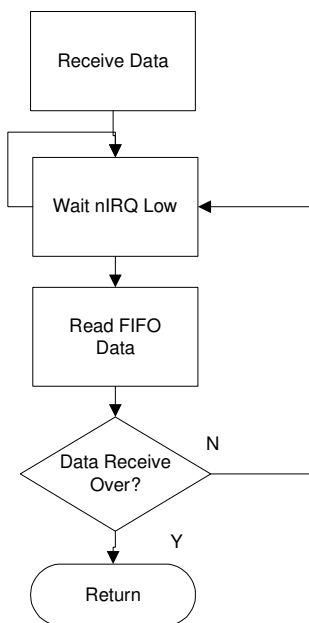 Receive Data
Wait nIRQ Low
Read FIFO
Data
Data Receive
Over?
N
Y
Return